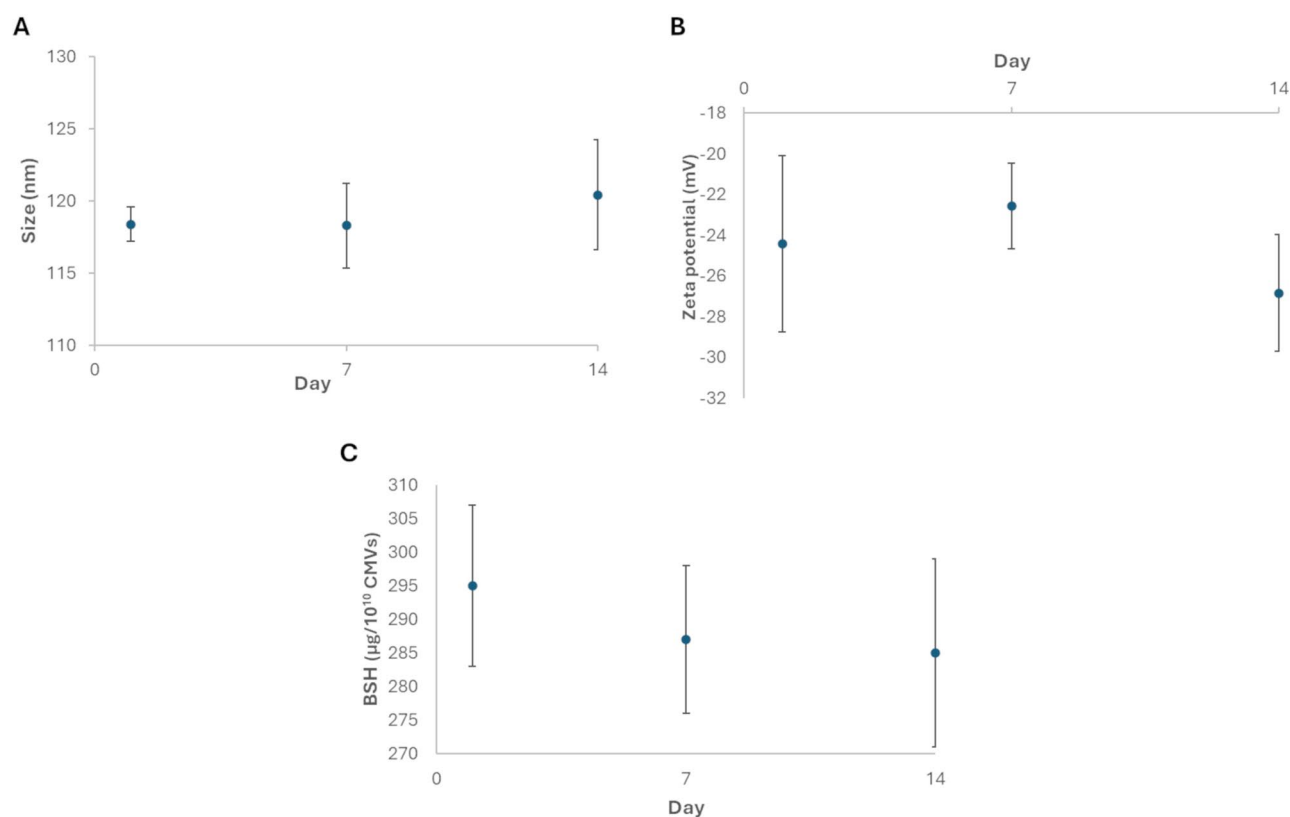 A
130
125
120
115
110
Size (nm)
0 7 14
Day
B
Day
0 7 14
-18
-20
-22
-24
-26
-28
-30
-32
Zeta potential (mV)
C
310
305
300
295
290
285
280
275
270
BSH (µg/10¹⁰ CMVs)
0 7 14
Day